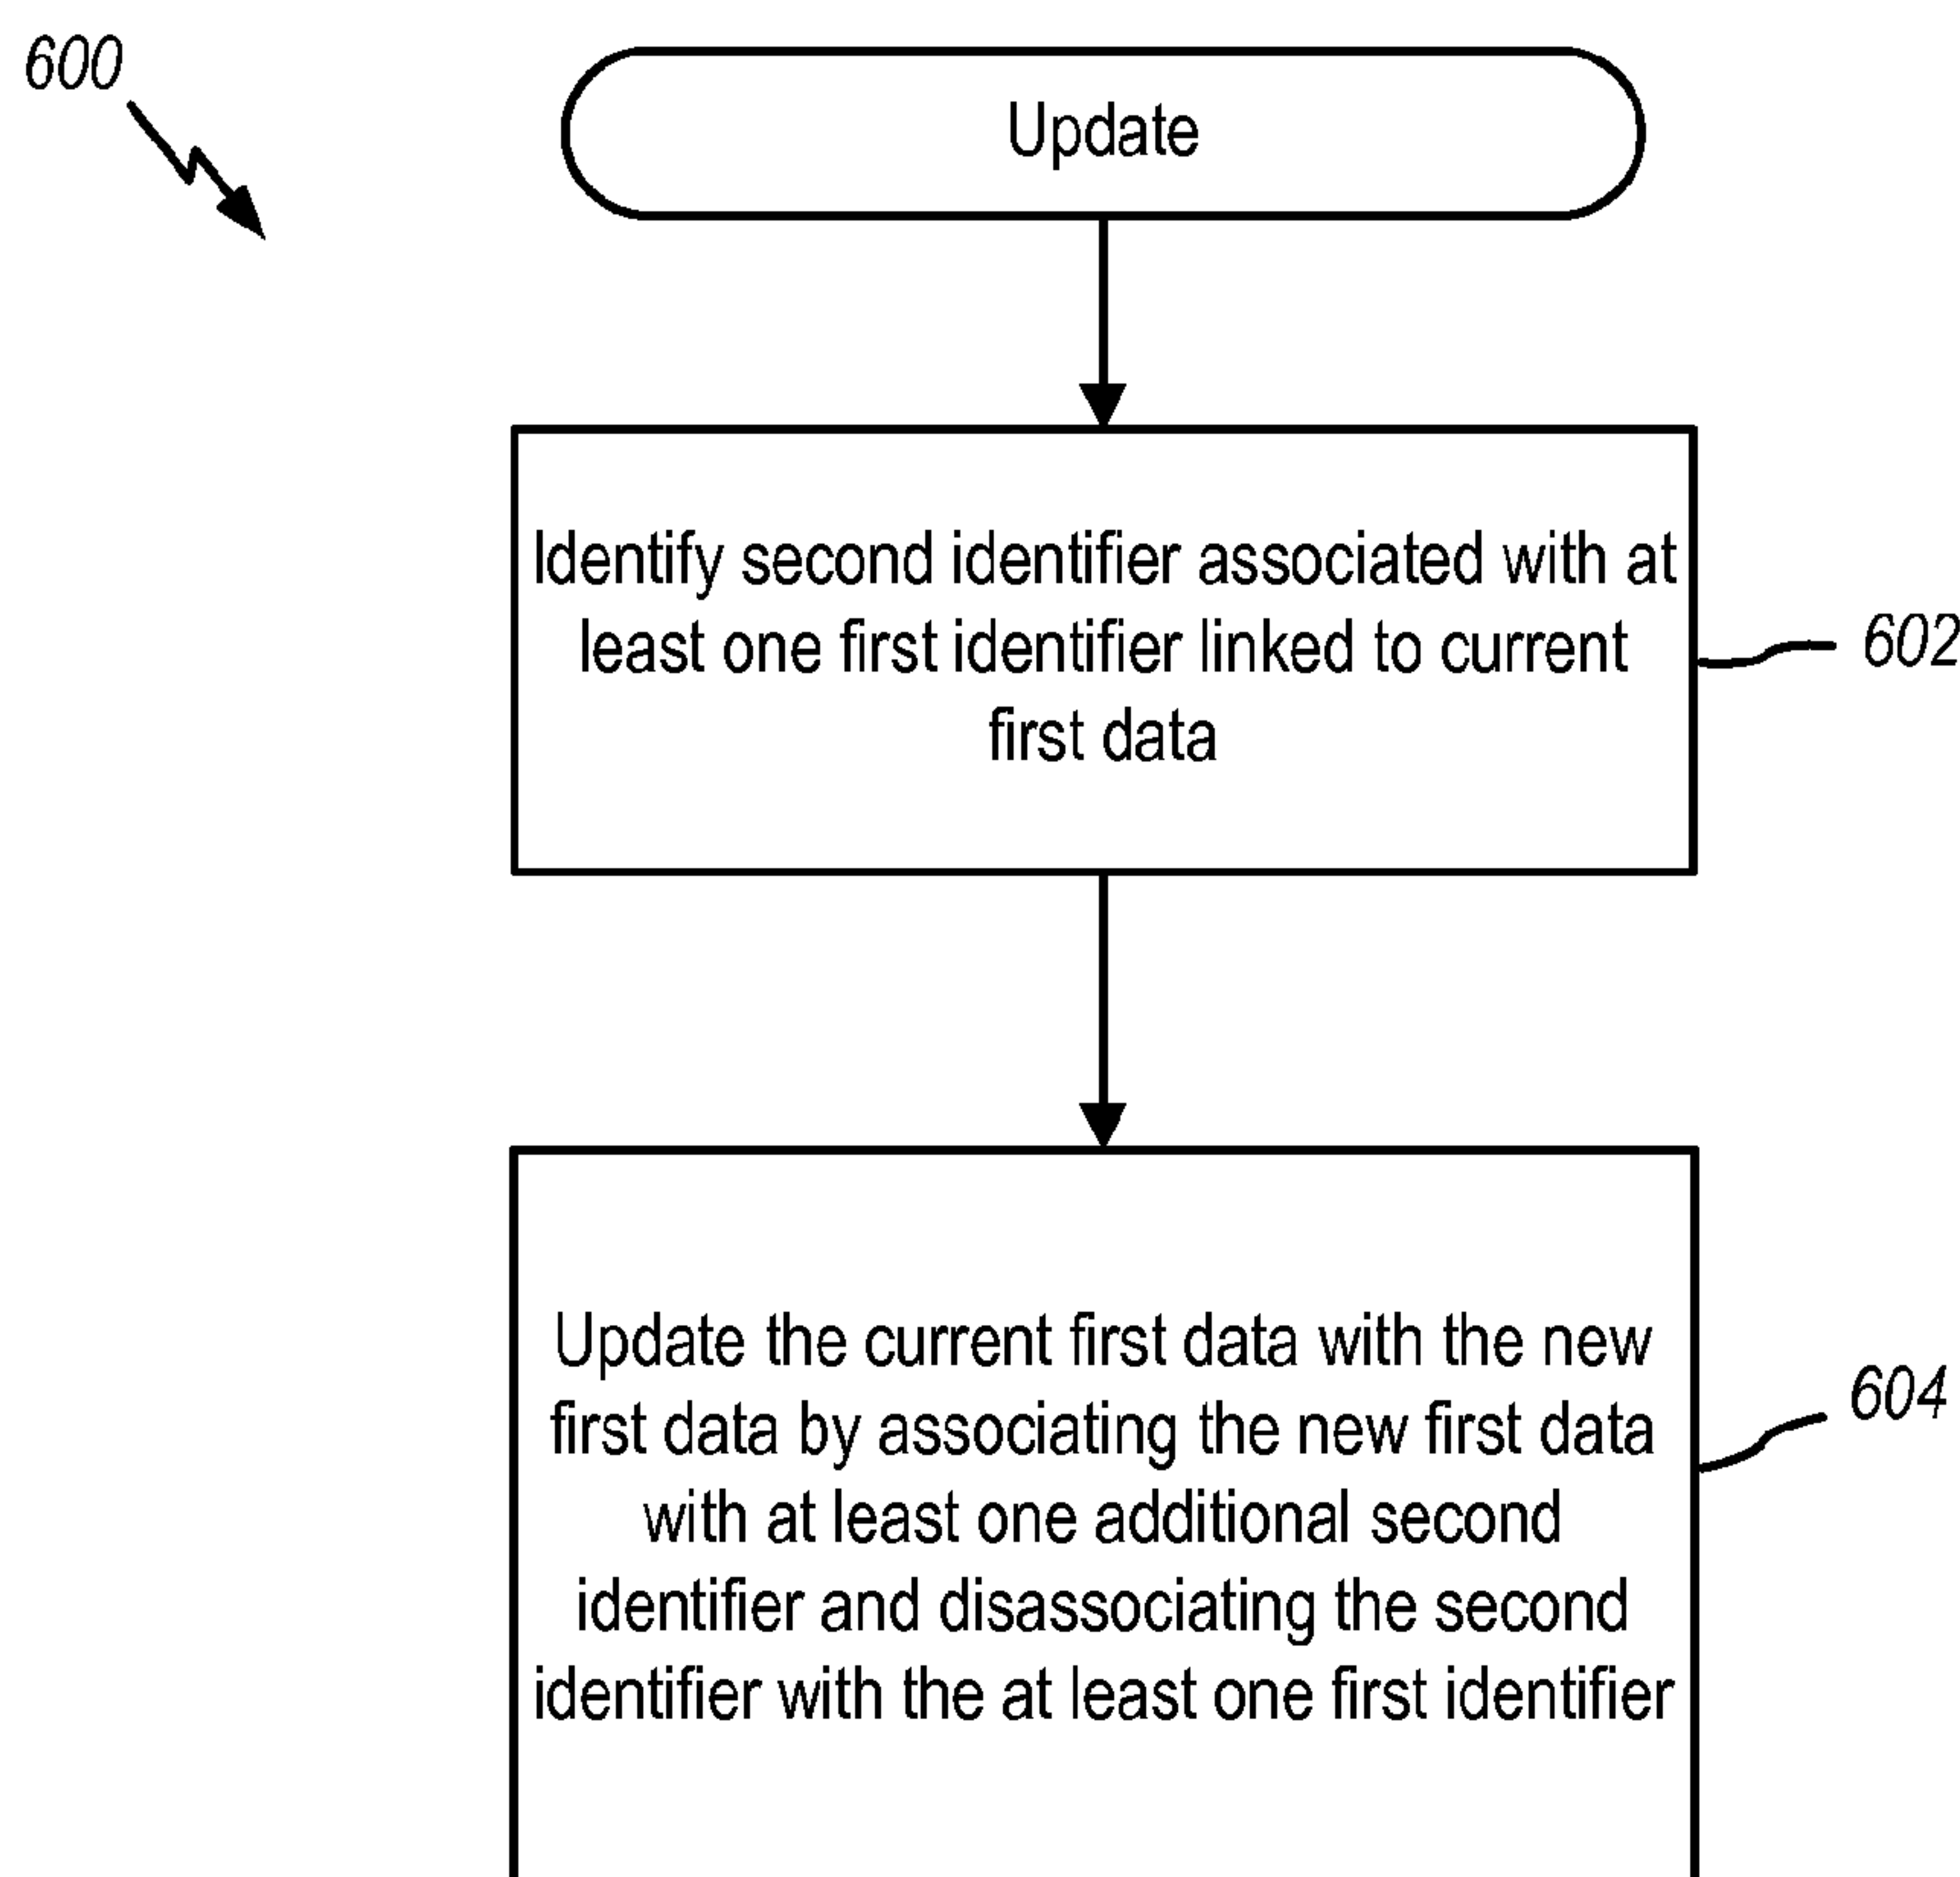 600
Update
Identify second identifier associated with at
least one first identifier linked to current
first data
602
Update the current first data with the new
first data by associating the new first data
with at least one additional second
identifier and disassociating the second
identifier with the at least one first identifier
604